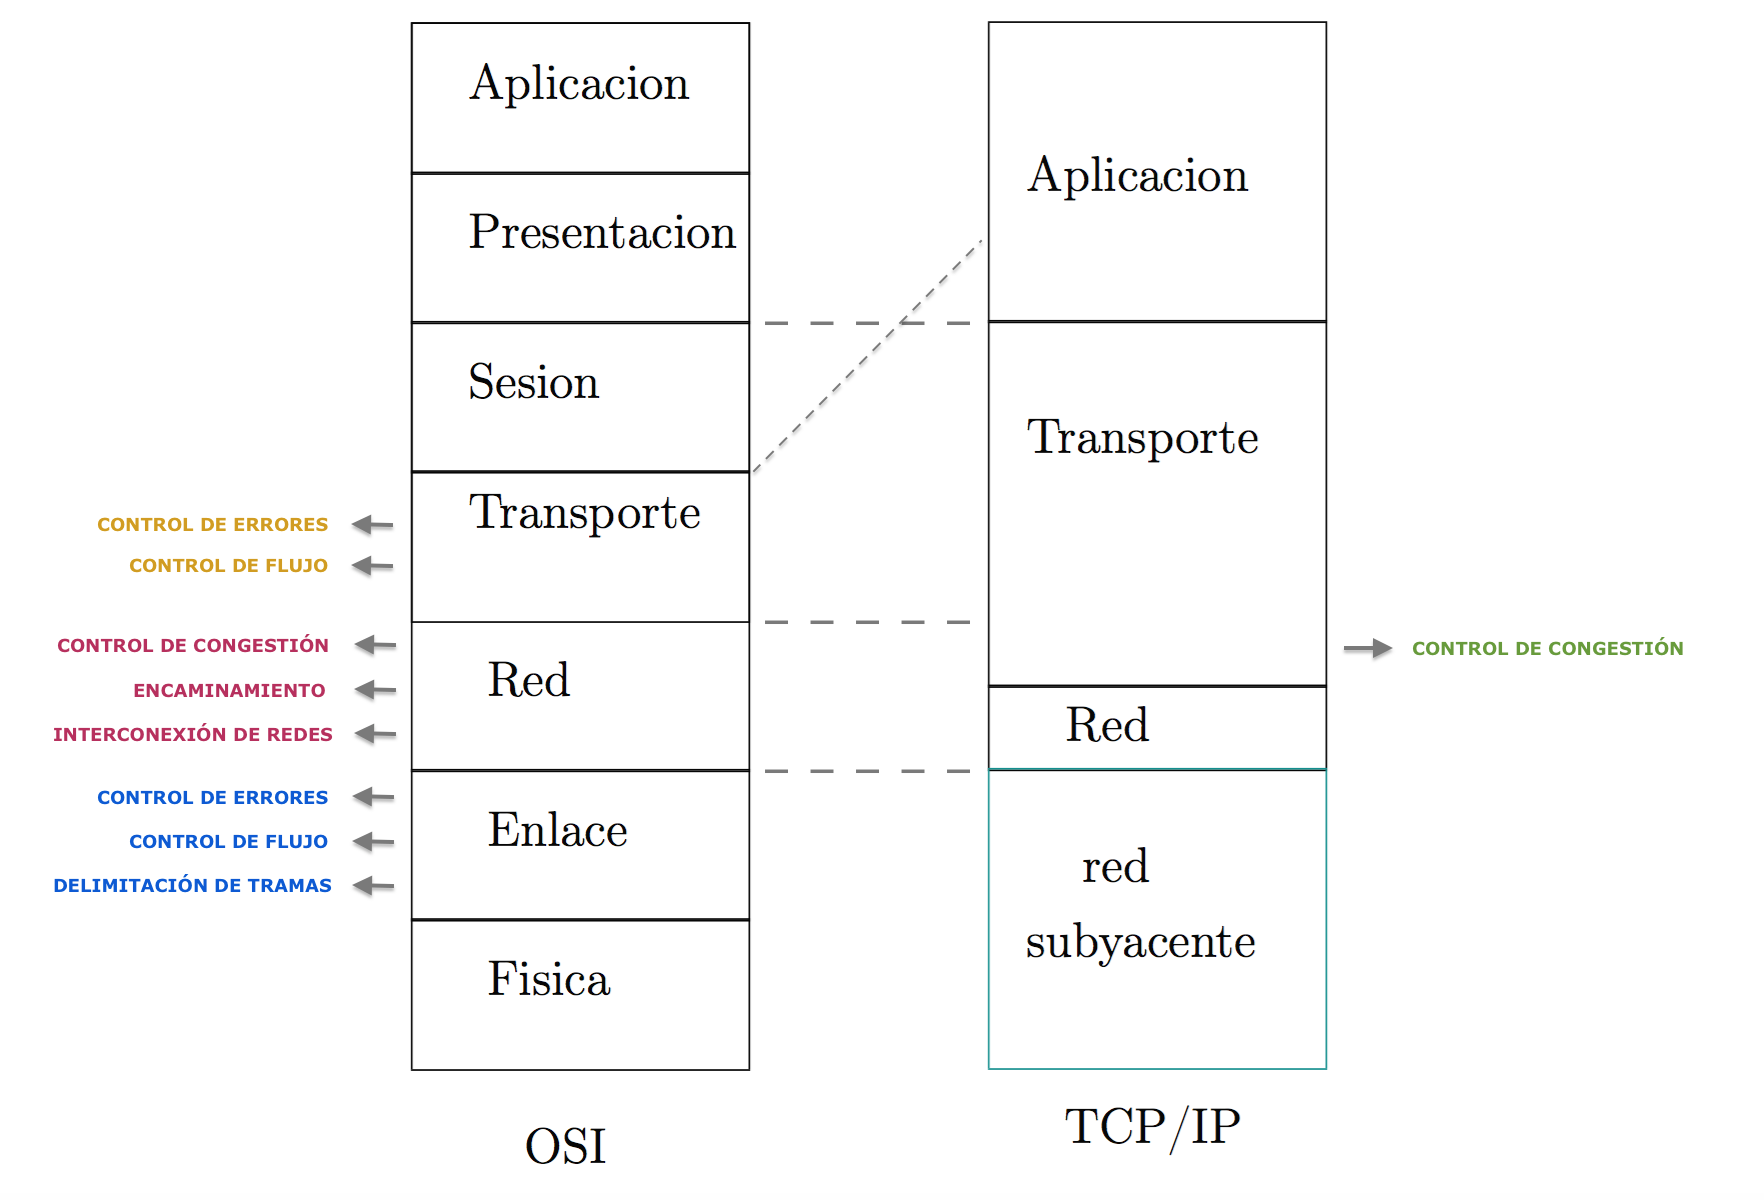 Aplicacion
Presentacion
Sesion
Transporte
Red
Enlace
Fisica
OSI
CONTROL DE ERRORES
CONTROL DE FLUJO
CONTROL DE CONGESTIÓN
ENCAMINAMIENTO
INTERCONEXIÓN DE REDES
CONTROL DE ERRORES
CONTROL DE FLUJO
DELIMITACIÓN DE TRAMAS
Aplicacion
Transporte
Red
red
subyacente
TCP/IP
CONTROL DE CONGESTIÓN